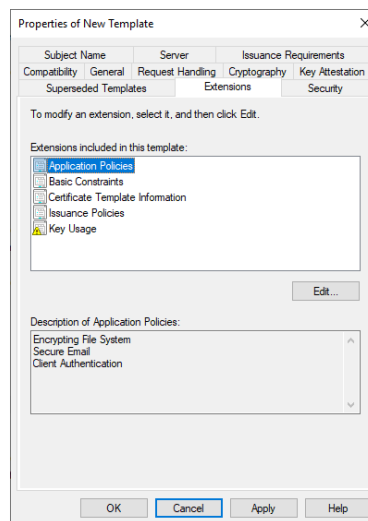 Properties of New Template
Subject Name Server Issuance Requirements
Compatibility General Request Handling Cryptography Key Attestation
Superseded Templates Extensions Security
To modify an extension, select it, and then click Edit.
Extensions included in this template:
Application Policies
Basic Constraints
Certificate Template Information
Issuance Policies
Key Usage
Edit...
Description of Application Policies:
Encrypting File System
Secure Email
Client Authentication
OK Cancel Apply Help